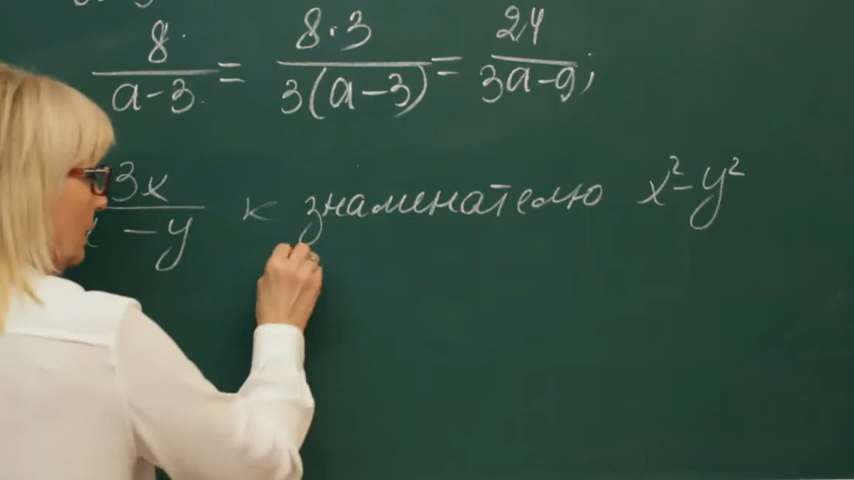 8/(a-3) = 8·3/(3(a-3)) = 24/(3a-9);
3x/(x-y) к знаменателю x²-y²